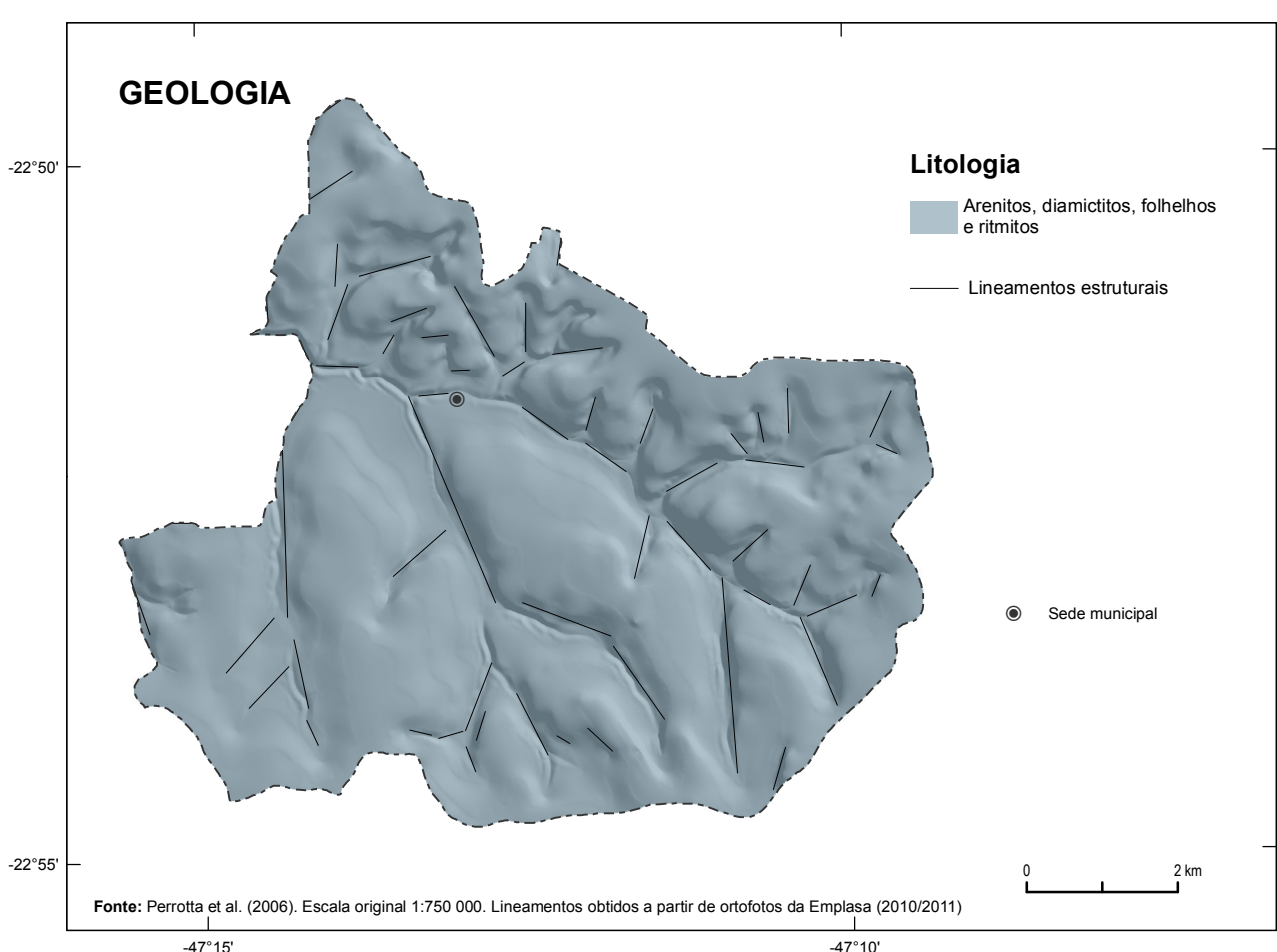 GEOLOGIA
-22°50'
Litologia
Arenitos, diamictitos, folhelhos
e ritmitos
Lineamentos estruturais
Sede municipal
-22°55'
0 2 km
Fonte: Perrotta et al. (2006). Escala original 1:750 000. Lineamentos obtidos a partir de ortofotos da Emplasa (2010/2011)
-47°15' -47°10'